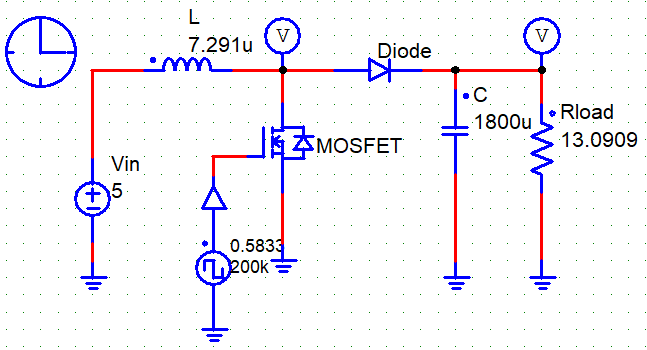 L
7.291u
V
Diode
V
C
1800u
Rload
13.0909
MOSFET
Vin
5
0.5833
200k